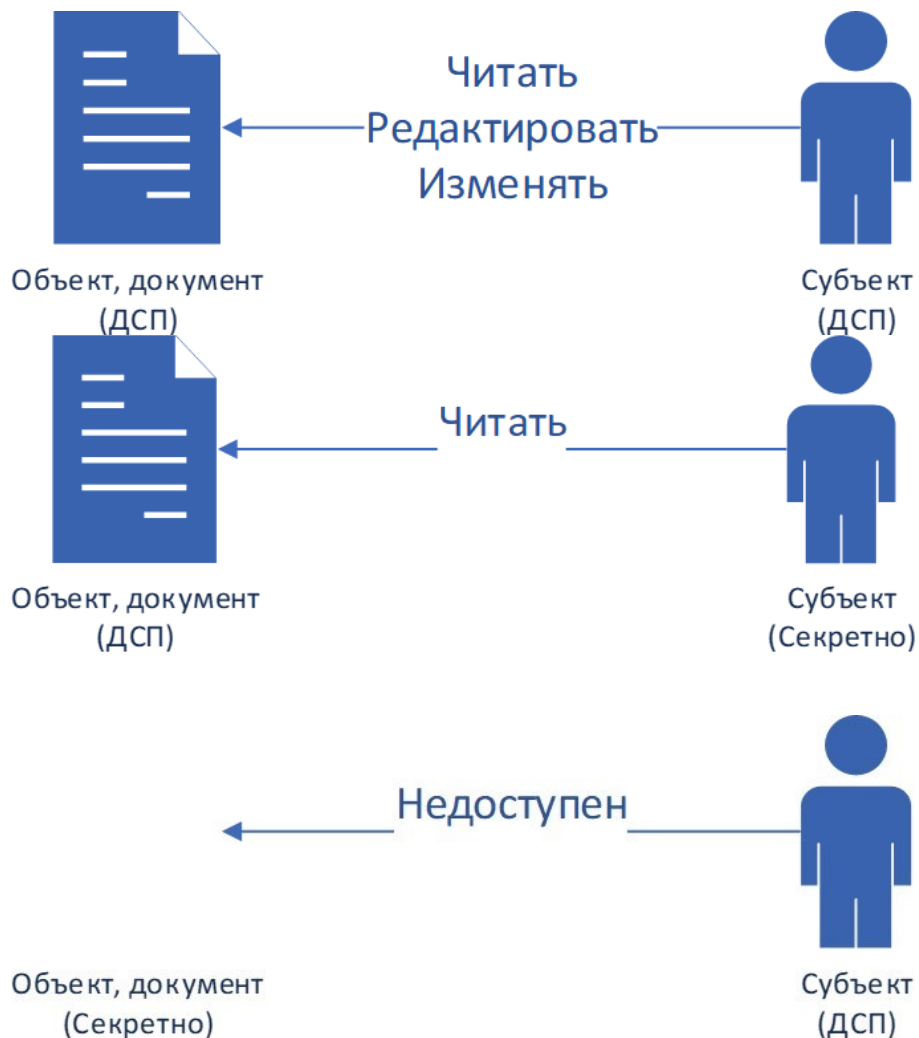 Читать
Редактировать
Изменять
Объект, документ
(ДСП)
Субъект
(ДСП)
Читать
Объект, документ
(ДСП)
Субъект
(Секретно)
Недоступен
Объект, документ
(Секретно)
Субъект
(ДСП)